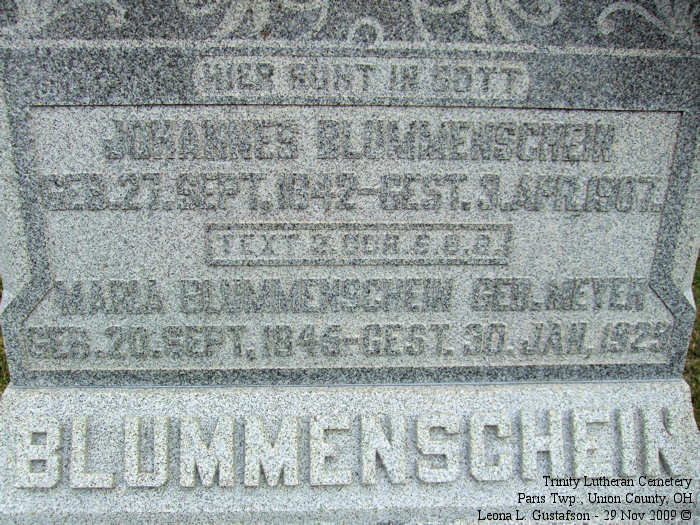 HIER RUHT IN GOTT
JOHANNES BLUMMENSCHEIN
GEB. 27. SEPT. 1842 – GEST. 3. APR. 1907.
TEXT 2. COR. 5. 8. 9.
MARIA BLUMMENSCHEIN GEB. MEYER
GEB. 20. SEPT. 1846 – GEST. 30. JAN, 1929
BLUMMENSCHEIN
Trinity Lutheran Cemetery
Paris Twp., Union County, OH
Leona L. Gustafson - 29 Nov 2009 ©